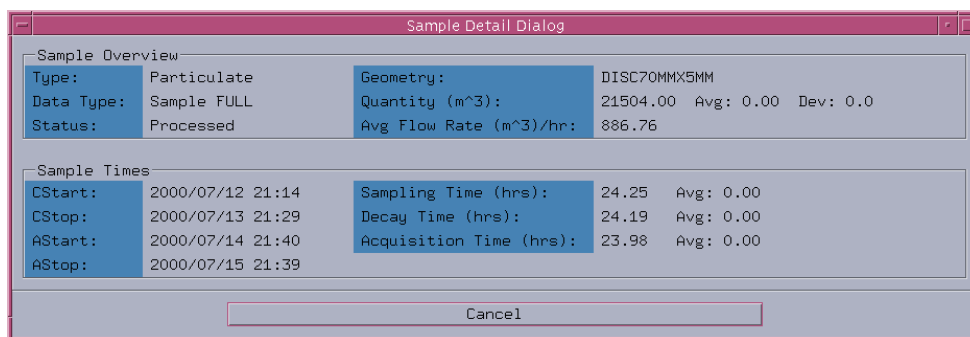 Sample Detail Dialog
Sample Overview
Type: Particulate Geometry: DISC70MMX5MM
Data Type: Sample FULL Quantity (m^3): 21504.00 Avg: 0.00 Dev: 0.0
Status: Processed Avg Flow Rate (m^3)/hr: 886.76
Sample Times
CStart: 2000/07/12 21:14 Sampling Time (hrs): 24.25 Avg: 0.00
CStop: 2000/07/13 21:29 Decay Time (hrs): 24.19 Avg: 0.00
AStart: 2000/07/14 21:40 Acquisition Time (hrs): 23.98 Avg: 0.00
AStop: 2000/07/15 21:39
Cancel